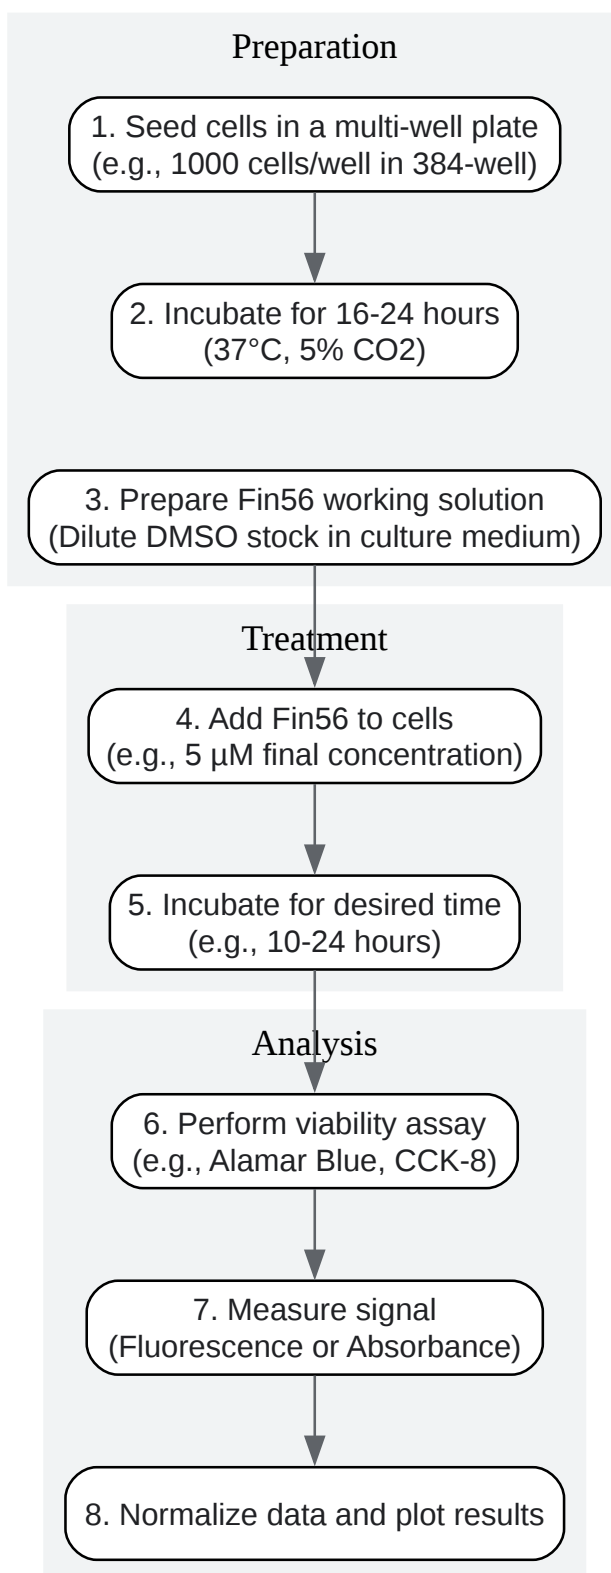 Preparation
1. Seed cells in a multi-well plate
(e.g., 1000 cells/well in 384-well)
2. Incubate for 16-24 hours
(37°C, 5% CO2)
3. Prepare Fin56 working solution
(Dilute DMSO stock in culture medium)
Treatment
4. Add Fin56 to cells
(e.g., 5 µM final concentration)
5. Incubate for desired time
(e.g., 10-24 hours)
Analysis
6. Perform viability assay
(e.g., Alamar Blue, CCK-8)
7. Measure signal
(Fluorescence or Absorbance)
8. Normalize data and plot results